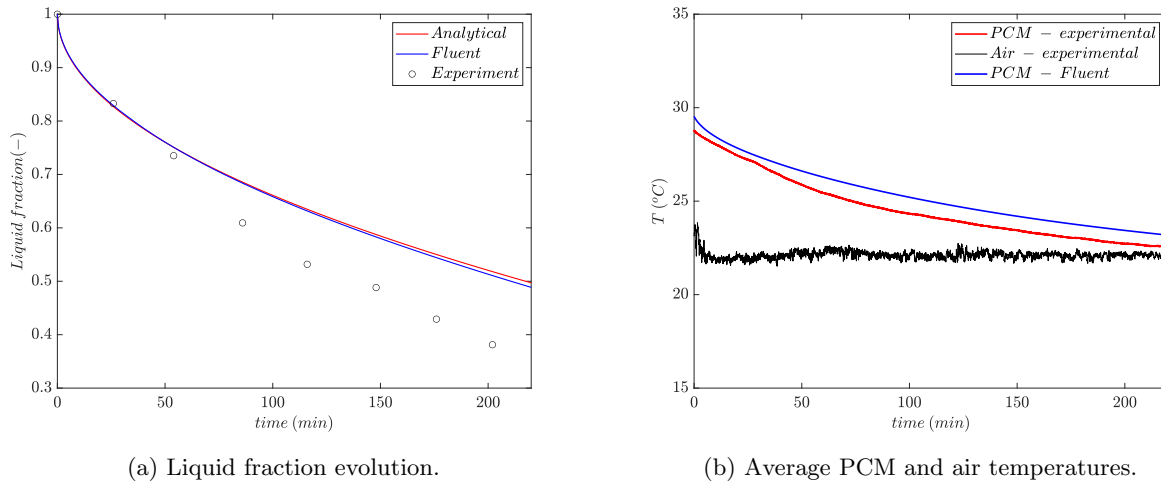 1
0.9
0.8
0.7
0.6
0.5
0.4
0.3
Liquid fraction(−)
Analytical
Fluent
Experiment
0 50 100 150 200
time (min)
(a) Liquid fraction evolution.
35
30
25
20
15
T (°C)
PCM − experimental
Air − experimental
PCM − Fluent
0 50 100 150 200
time (min)
(b) Average PCM and air temperatures.